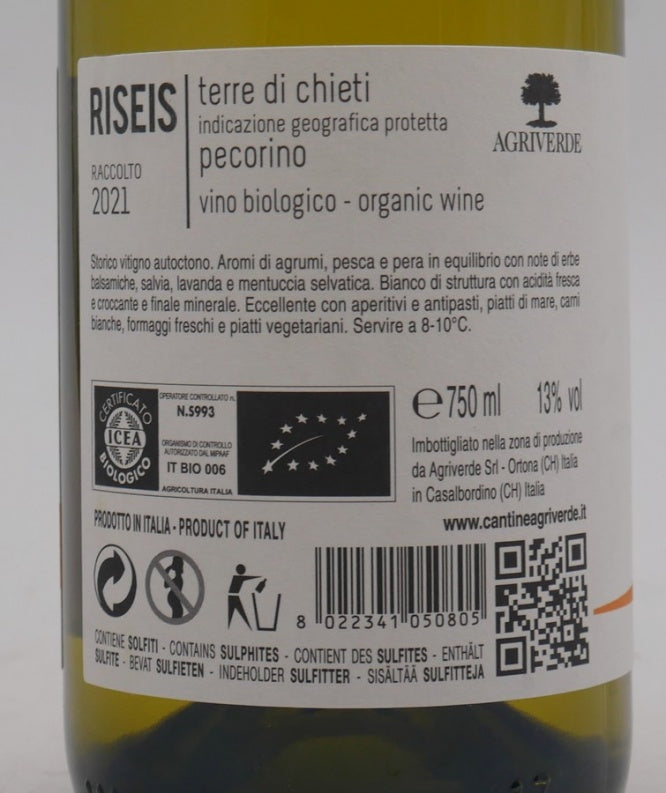 RISEIS
RACCOLTO
2021
terre di chieti
indicazione geografica protetta
pecorino
vino biologico - organic wine
AGRIVERDE
Storico vitigno autoctono. Aromi di agrumi, pesca e pera in equilibrio con note di erbe
balsamiche, salvia, lavanda e mentuccia selvatica. Bianco di struttura con acidità fresca
e croccante e finale minerale. Eccellente con aperitivi e antipasti, piatti di mare, carni
bianche, formaggi freschi e piatti vegetariani. Servire a 8-10°C.
CERTIFICATO
ICEA
BIOLOGICO
OPERATORE CONTROLLATO n.
N.5993
ORGANISMO DI CONTROLLO
AUTORIZZATO DAL MIPAAF
IT BIO 006
AGRICOLTURA ITALIA
e 750 ml 13% vol
Imbottigliato nella zona di produzione
da Agriverde Srl - Ortona (CH) Italia
in Casalbordino (CH) Italia
www.cantineagriverde.it
PRODOTTO IN ITALIA - PRODUCT OF ITALY
8 022341 050805
CONTIENE SOLFITI - CONTAINS SULPHITES - CONTIENT DES SULFITES - ENTHÄLT
SULFITE - BEVAT SULFIETEN - INDEHOLDER SULFITTER - SISÄLTÄÄ SULFITTEJA